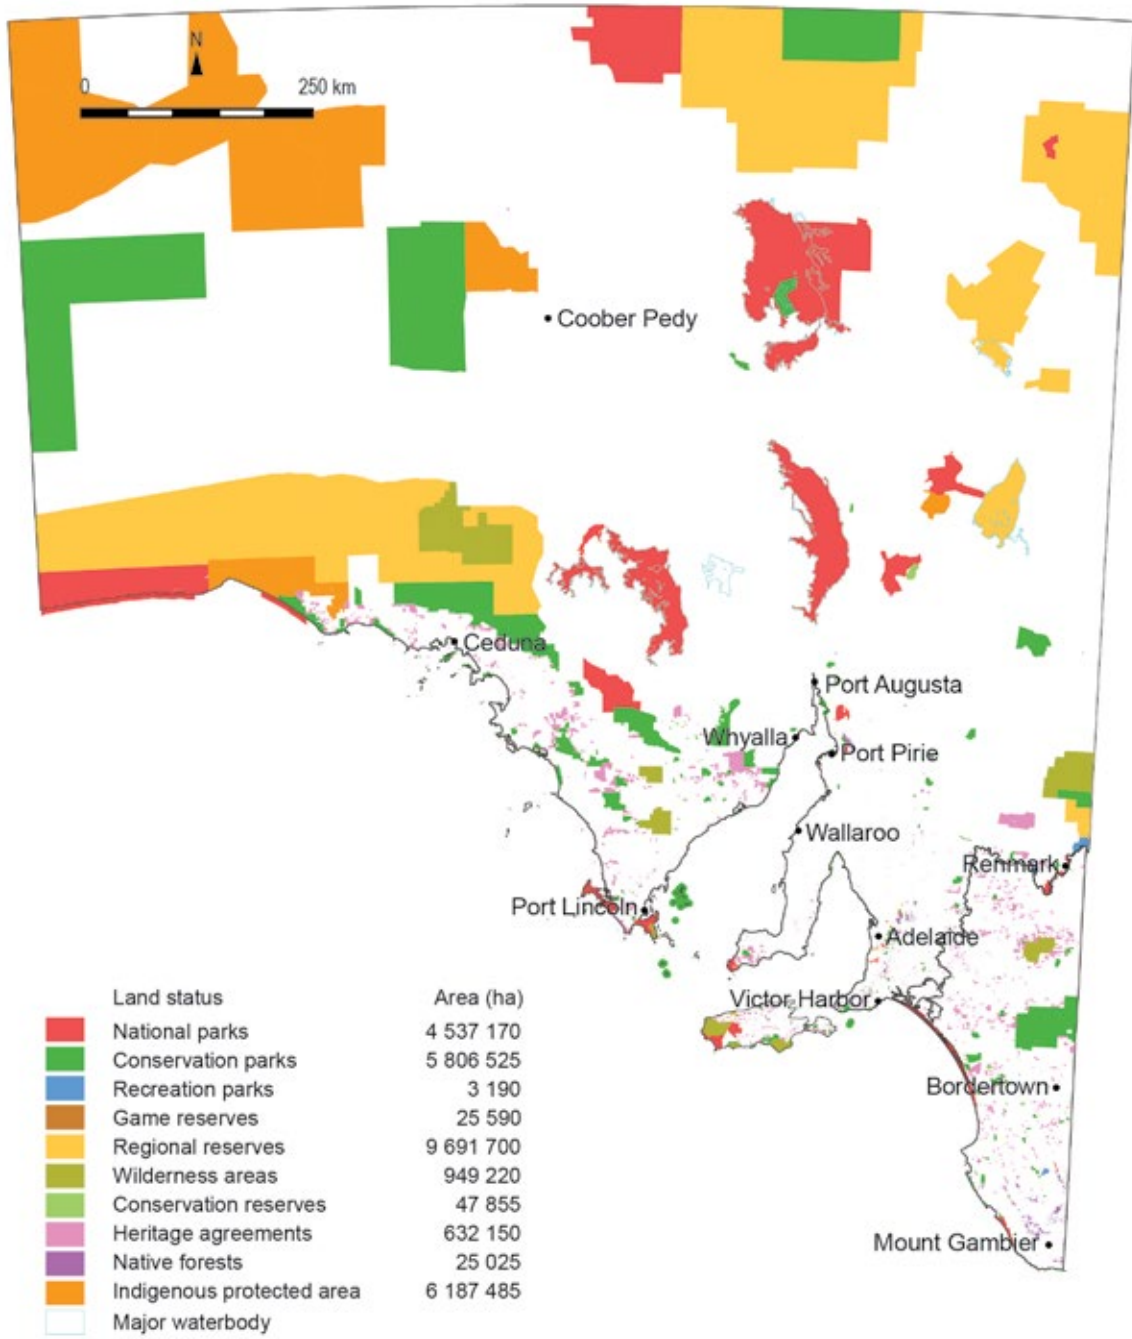 N
0 250 km
Coober Pedy
Ceduna
Port Augusta
Whyalla
Port Pirie
Wallaroo
Renmark
Port Lincoln
Adelaide
Victor Harbor
Bordertown
Mount Gambier
Land status Area (ha)
National parks 4 537 170
Conservation parks 5 806 525
Recreation parks 3 190
Game reserves 25 590
Regional reserves 9 691 700
Wilderness areas 949 220
Conservation reserves 47 855
Heritage agreements 632 150
Native forests 25 025
Indigenous protected area 6 187 485
Major waterbody